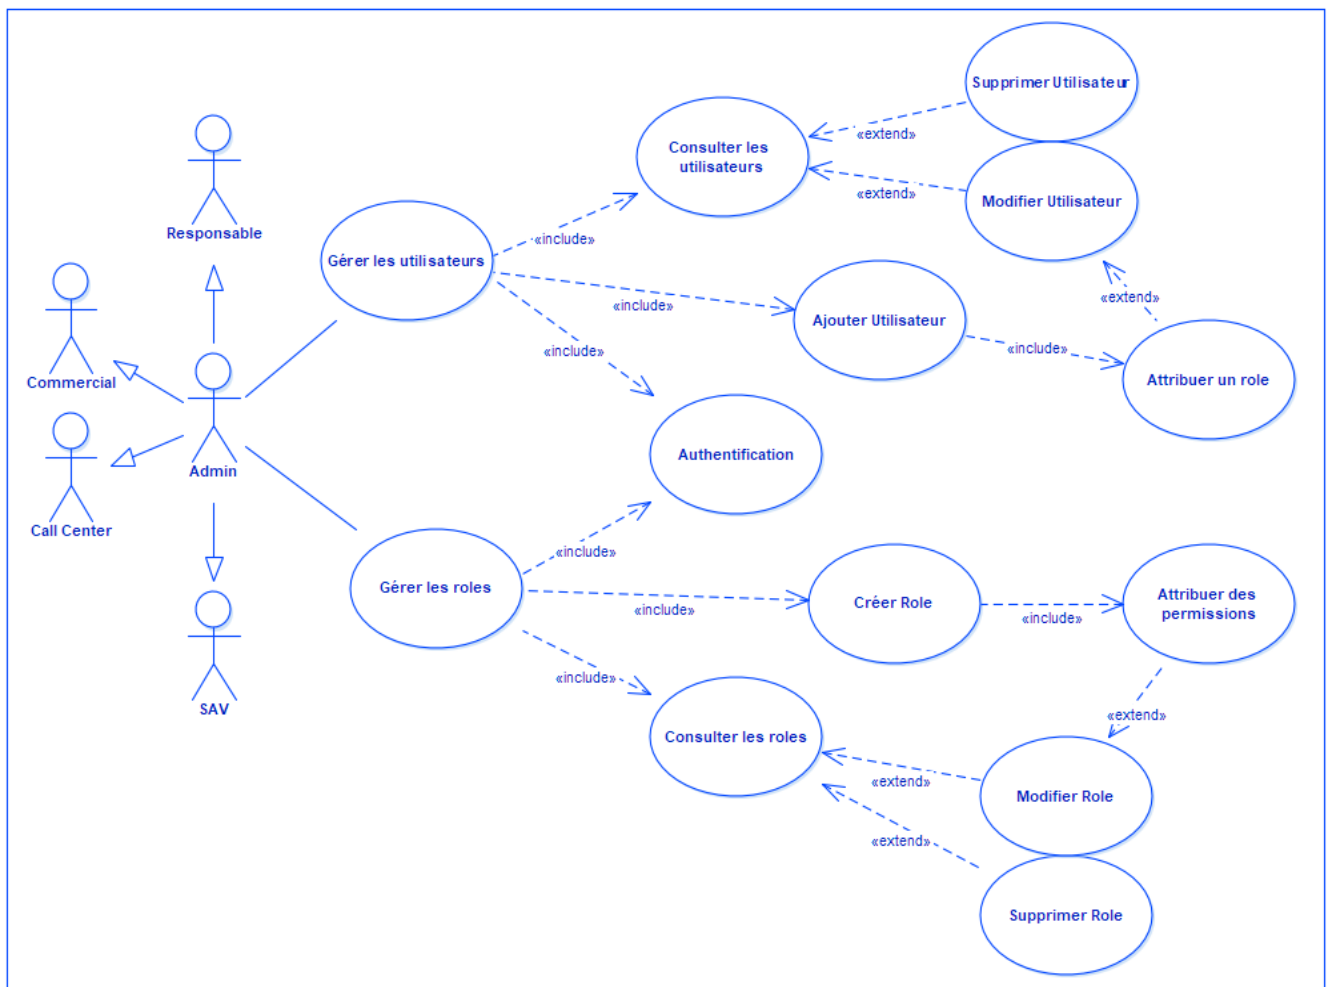 Supprimer Utilisateur
«extend»
Consulter les
utilisateurs
«extend»
Modifier Utilisateur
Responsable
«include»
Gérer les utilisateurs
«extend»
«include»
Ajouter Utilisateur
«include»
«include»
Attribuer un role
Commercial
Authentification
Admin
Call Center
«include»
Gérer les roles
«include»
Créer Role
«include»
Attribuer des
permissions
«include»
SAV
«extend»
Consulter les roles
«extend»
Modifier Role
«extend»
Supprimer Role